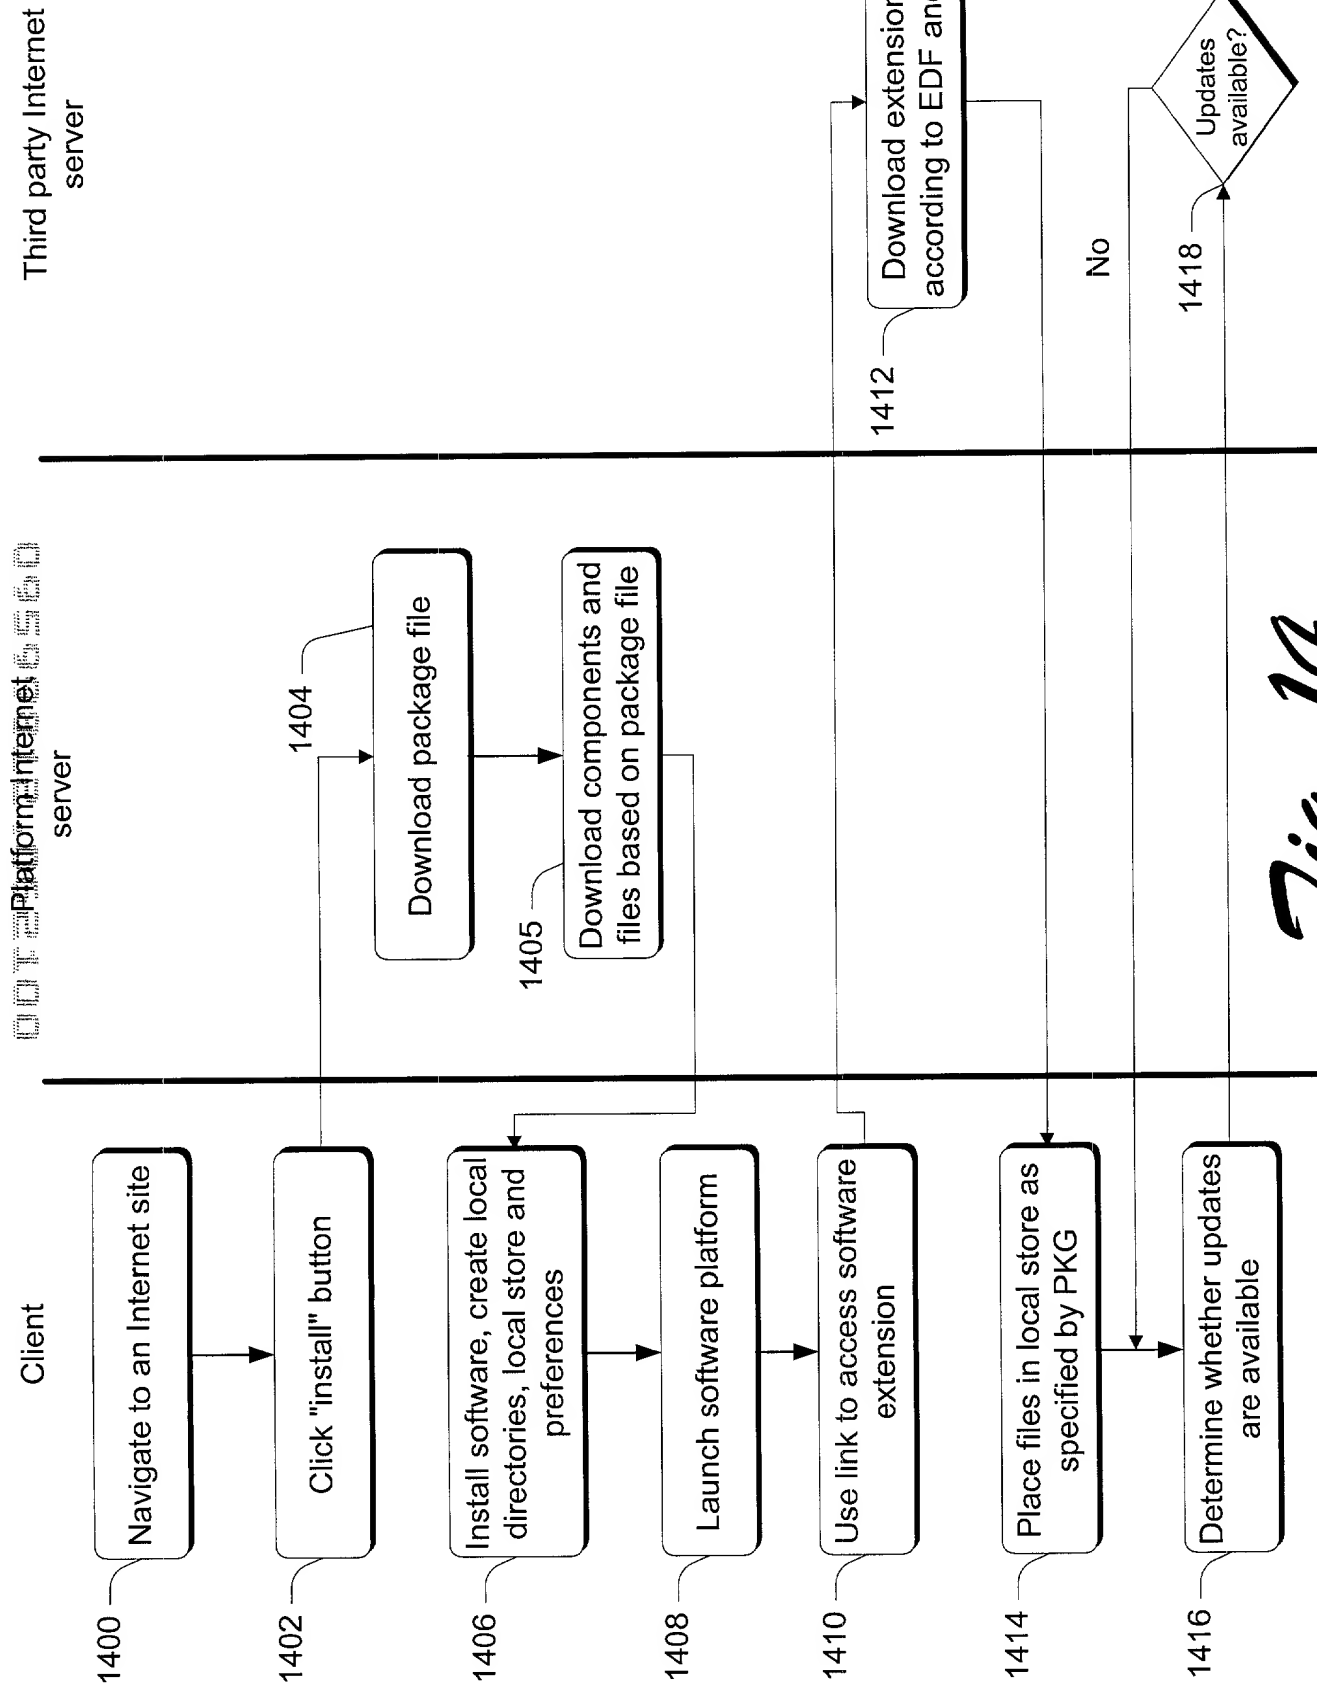 Client
Platform Internet
server
Third party Internet
server
1400
Navigate to an Internet site
1402
Click "install" button
1404
Download package file
1405
Download components and
files based on package file
1406
Install software, create local
directories, local store and
preferences
1408
Launch software platform
1410
Use link to access software
extension
1412
Download extension
according to EDF and
1414
Place files in local store as
specified by PKG
1416
Determine whether updates
are available
1418
Updates
available?
No